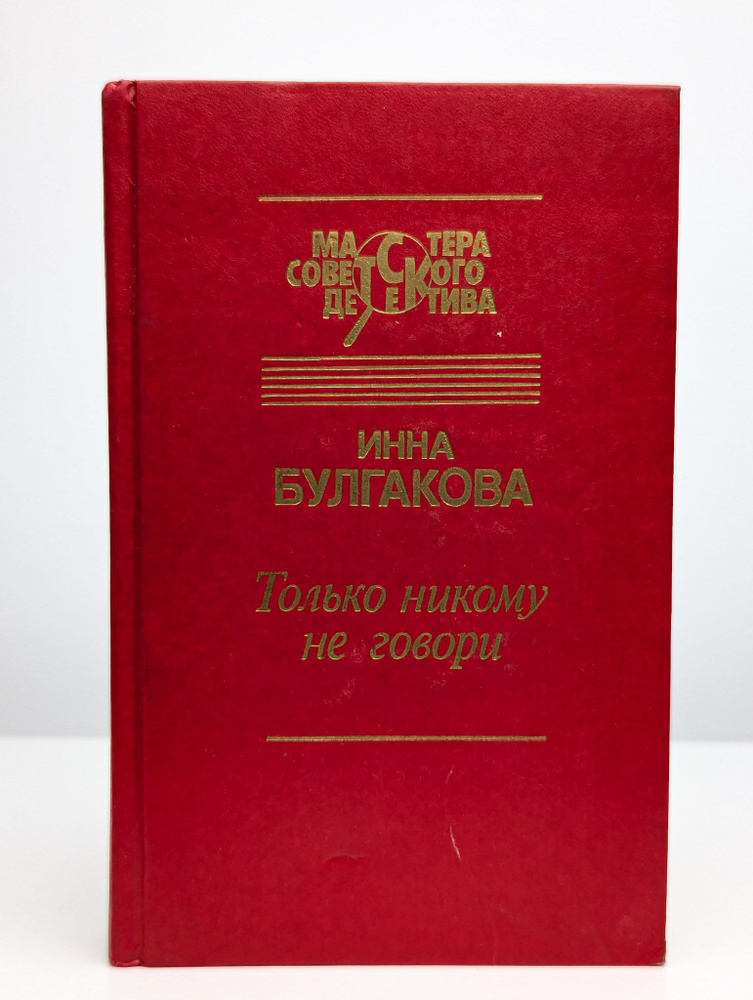 МАСТЕРА
СОВЕТСКОГО
ДЕТЕКТИВА
ИННА
БУЛГАКОВА
Только никому
не говори